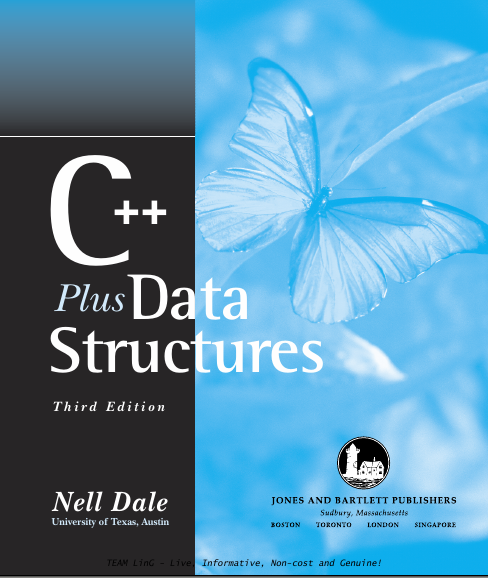 C++
Plus Data
Structures
Third Edition
Nell Dale
University of Texas, Austin
JONES AND BARTLETT PUBLISHERS
Sudbury, Massachusetts
BOSTON TORONTO LONDON SINGAPORE
TEAM LinG - Live, Informative, Non-cost and Genuine!